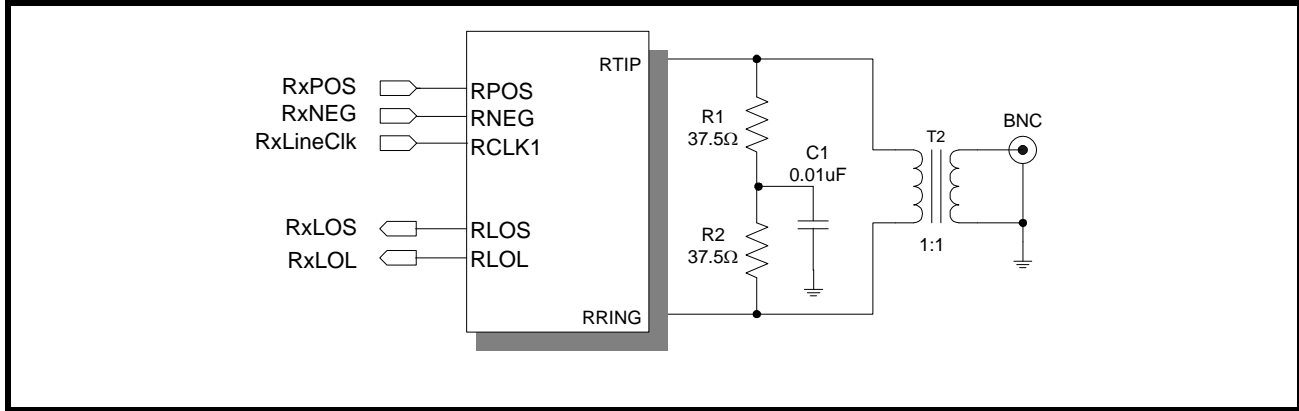 RxPOS
RxNEG
RxLineClk
RxLOS
RxLOL
RPOS
RNEG
RCLK1
RLOS
RLOL
RTIP
RRING
R1
37.5Ω
C1
0.01uF
R2
37.5Ω
T2
1:1
BNC